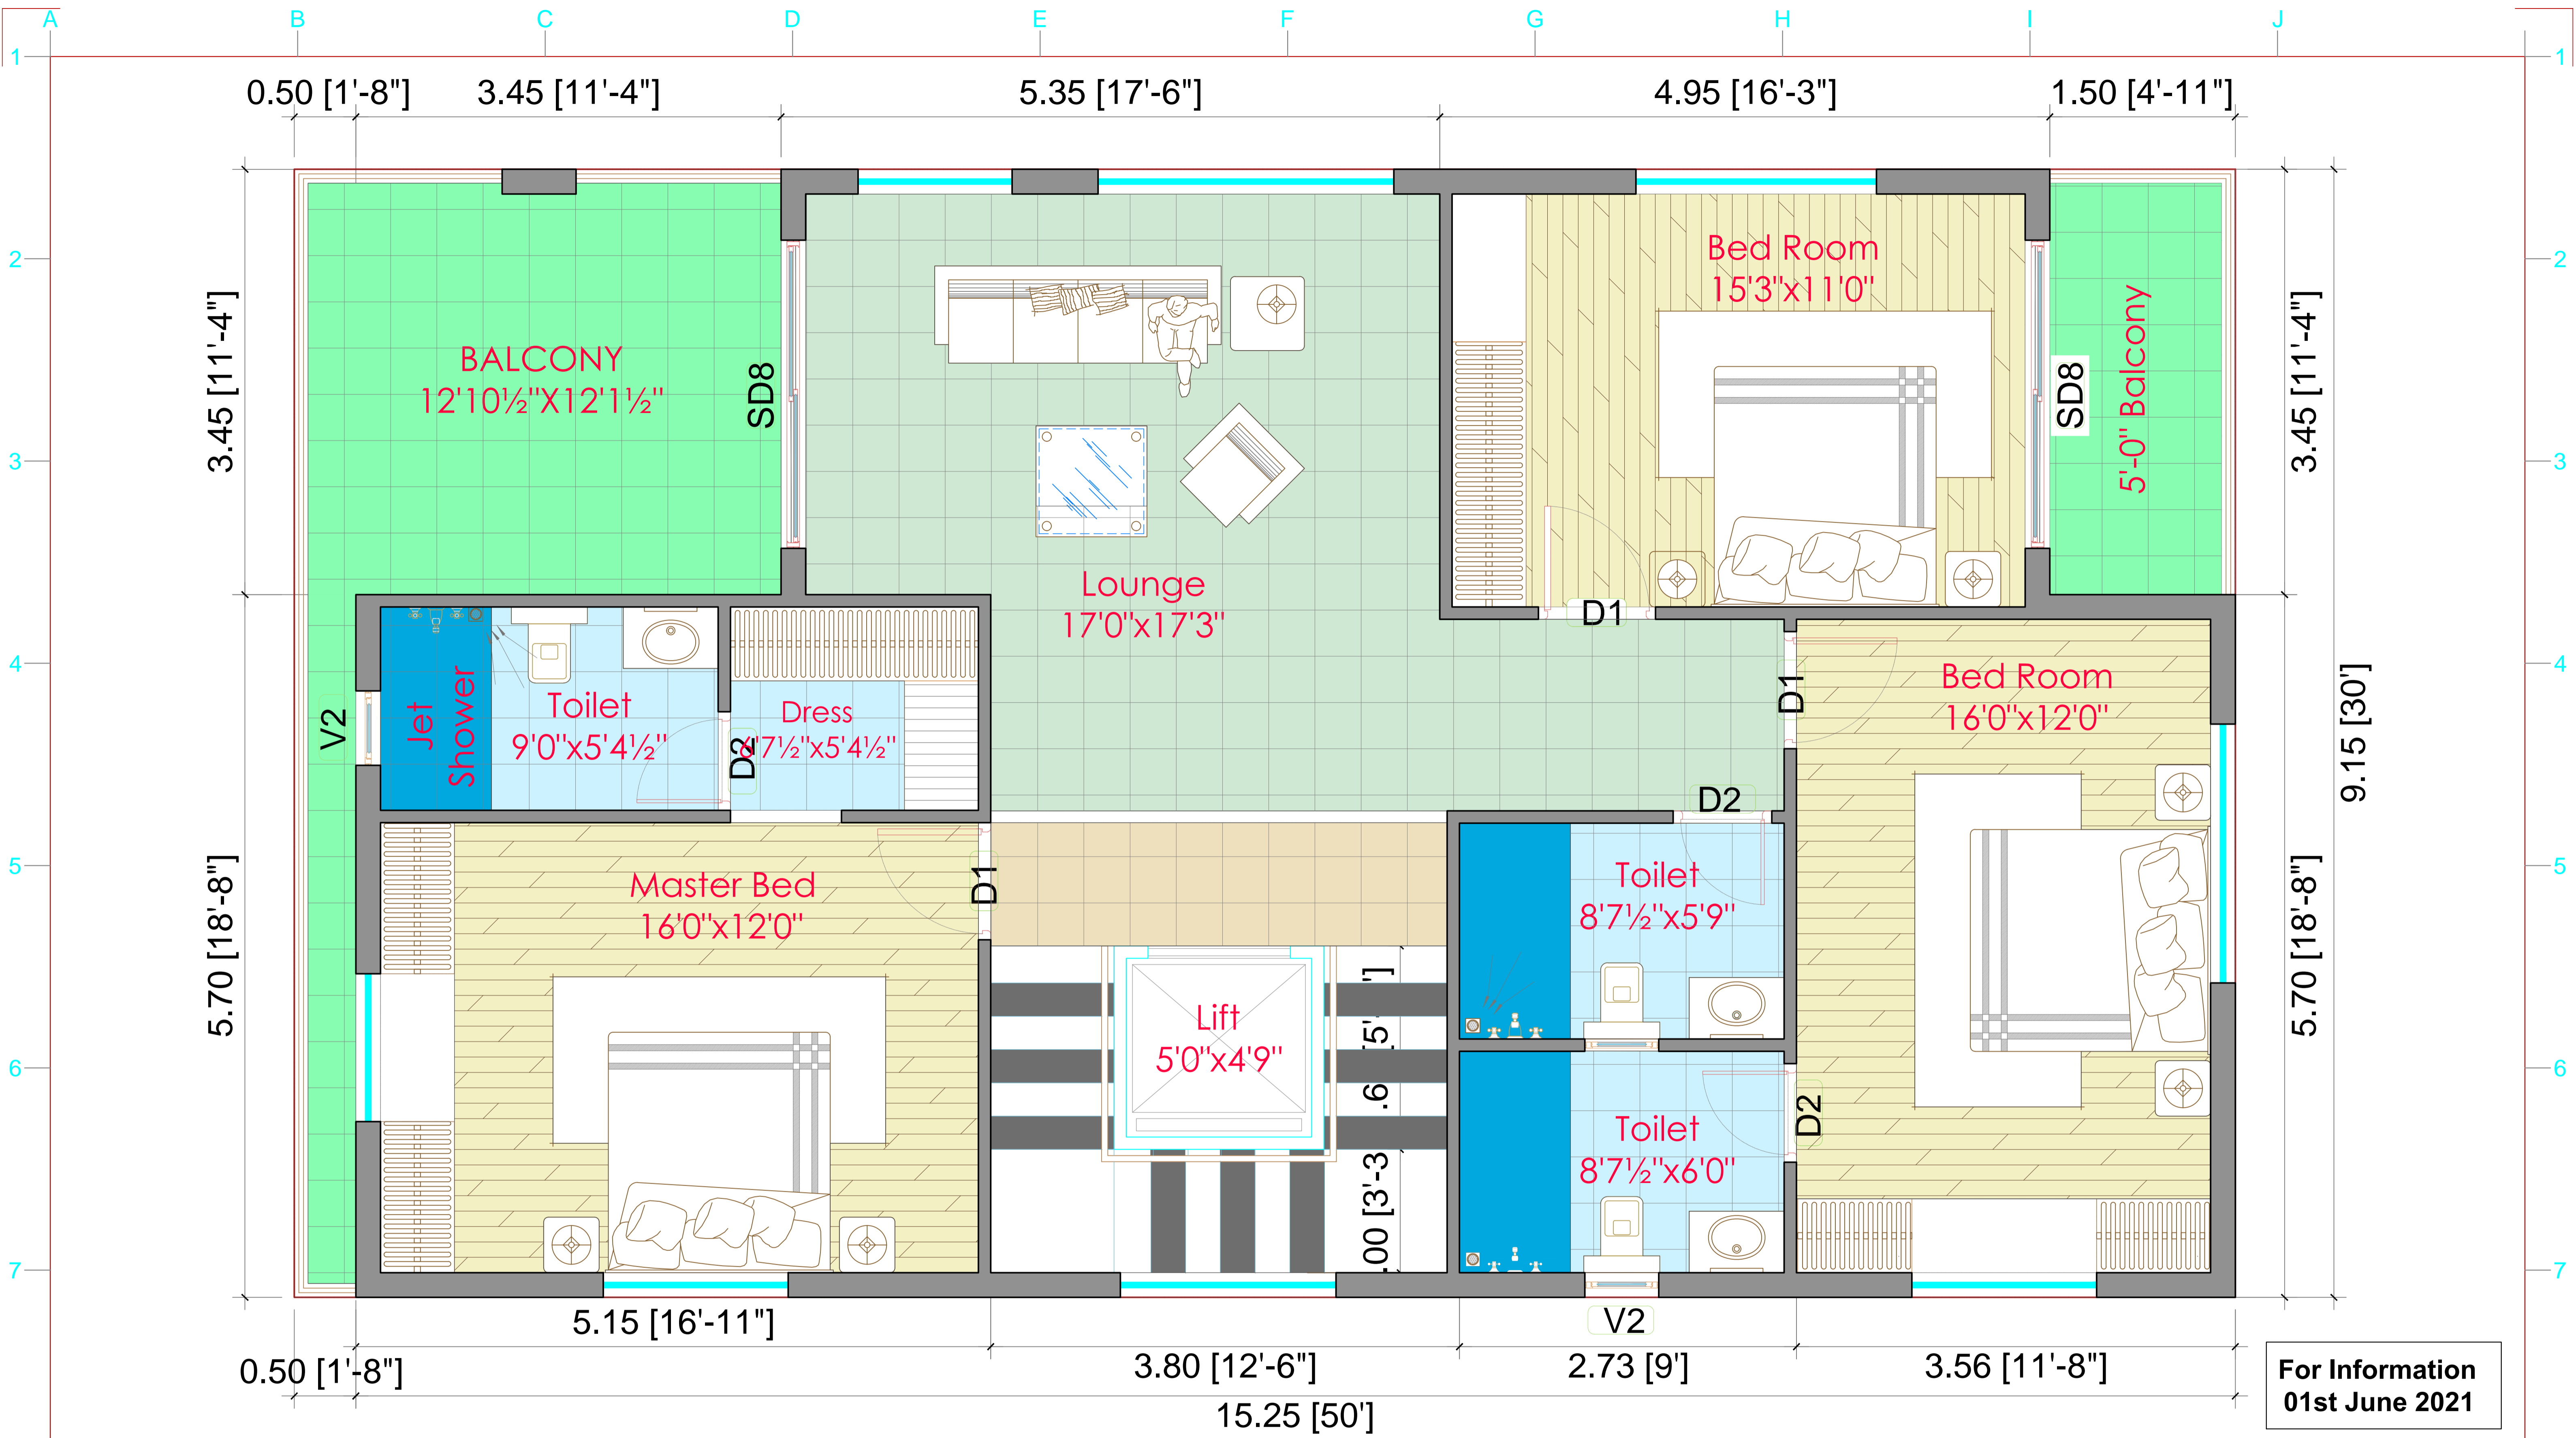 A B C D E F G H I J
1 1
0.50 [1'-8"] 3.45 [11'-4"] 5.35 [17'-6"] 4.95 [16'-3"] 1.50 [4'-11"]
2 2
Bed Room
15'3"x11'0"
BALCONY
12'10½"X12'1½"
3.45 [11'-4"]
SD8
SD8
5'-0" Balcony
3.45 [11'-4"]
3 3
Lounge
17'0"x17'3"
D1
4 4
Jet
Shower
V2
Toilet
9'0"x5'4½"
D2
Dress
6'7½"x5'4½"
D1
Bed Room
16'0"x12'0"
9.15 [30']
D2
5 5
Master Bed
16'0"x12'0"
D1
Toilet
8'7½"x5'9"
5.70 [18'-8"]
5.70 [18'-8"]
Lift
5'0"x4'9"
.6 [5' "]
6 6
Toilet
8'7½"x6'0"
D2
.00 [3'-3
7 7
V2
5.15 [16'-11"]
0.50 [1'-8"] 3.80 [12'-6"] 2.73 [9'] 3.56 [11'-8"]
15.25 [50']
For Information
01st June 2021